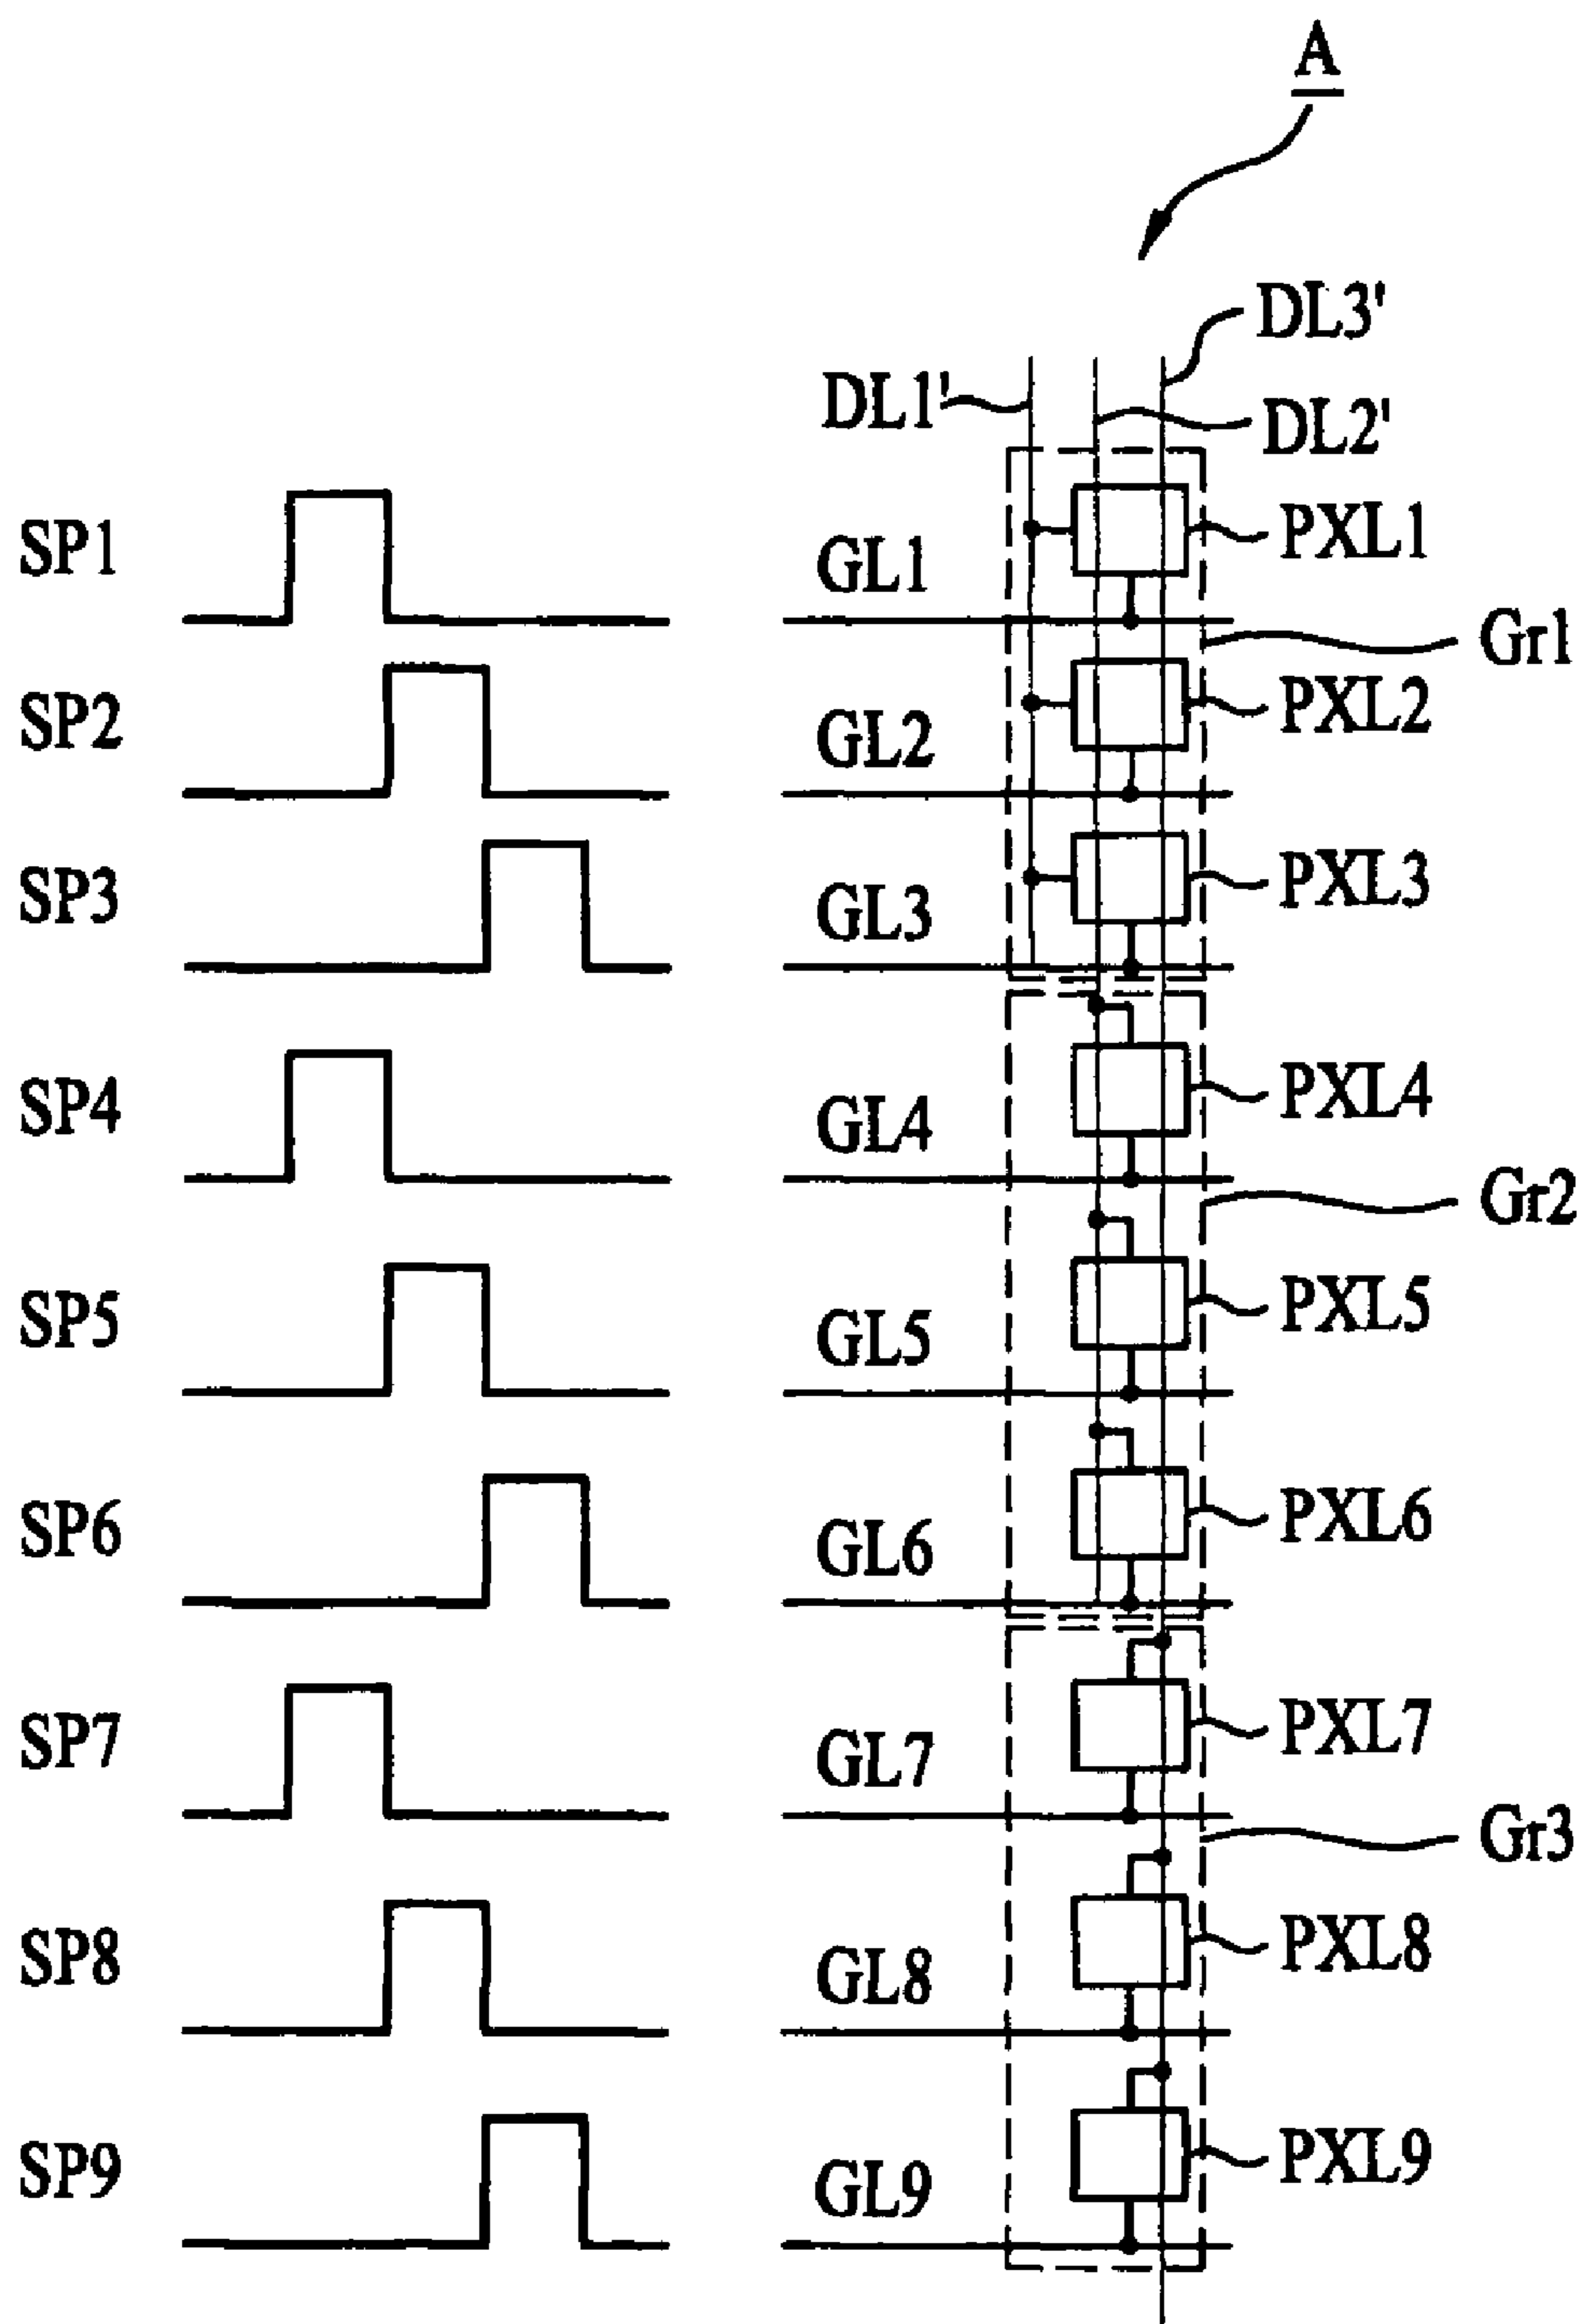 A
DL3'
DL1'
DL2'
SP1
GL1
PXL1
Gr1
SP2
GL2
PXL2
SP3
GL3
PXL3
SP4
GL4
PXL4
Gr2
SP5
GL5
PXL5
SP6
GL6
PXL6
SP7
GL7
PXL7
Gr3
SP8
GL8
PXL8
SP9
GL9
PXL9